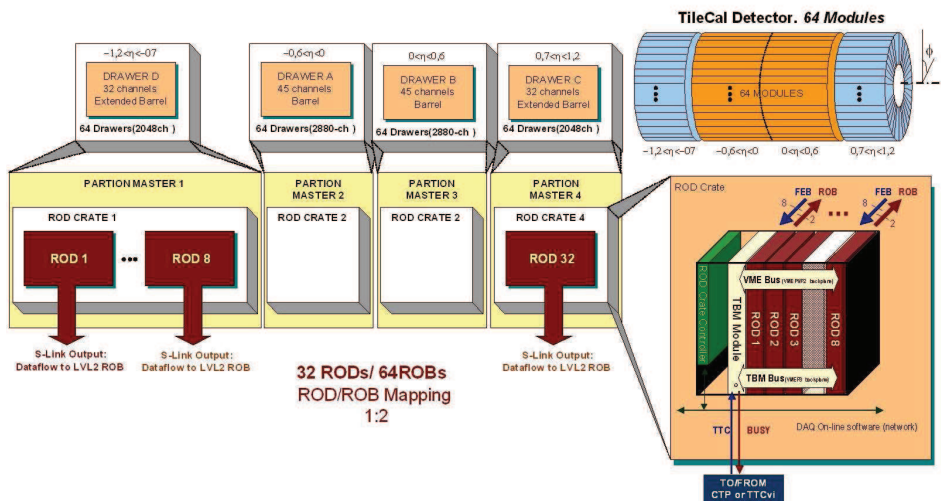 TileCal Detector. 64 Modules
−1,2<η<−07
DRAWER D
32 channels
Extended Barrel
64 Drawers(2048ch )
−0,6<η<0
DRAWER A
45 channels
Barrel
64 Drawers(2880-ch )
0<η<0,6
DRAWER B
45 channels
Barrel
64 Drawers(2880-ch )
0,7<η<1,2
DRAWER C
32 channels
Extended Barrel
64 Drawers(2048ch )
ϕ
64 MODULES
−1,2<η<−07
−0,6<η<0
0<η<0,6
0,7<η<1,2
PARTION MASTER 1
ROD CRATE 1
ROD 1
ROD 8
PARTION
MASTER 2
ROD CRATE 2
PARTION
MASTER 3
ROD CRATE 2
PARTION
MASTER 4
ROD CRATE 4
ROD 32
S-Link Output:
Dataflow to LVL2 ROB
S-Link Output:
Dataflow to LVL2 ROB
S-Link Output:
Dataflow to LVL2 ROB
32 RODs/ 64ROBs
ROD/ROB Mapping
1:2
ROD Crate
FEB
ROB
8
2
FEB
ROB
8
2
ROD Crate Controller
TBM Module
VME Bus
ROD 1
ROD 2
ROD 3
ROD 8
TBM Bus
DAQ On-line software (network)
TTC
BUSY
TO/FROM
CTP or TTCvi